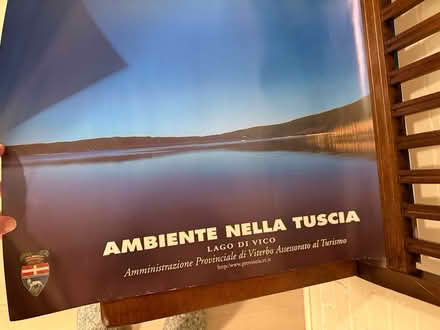 AMBIENTE NELLA TUSCIA
LAGO DI VICO
Amministrazione Provinciale di Viterbo Assessorato al Turismo